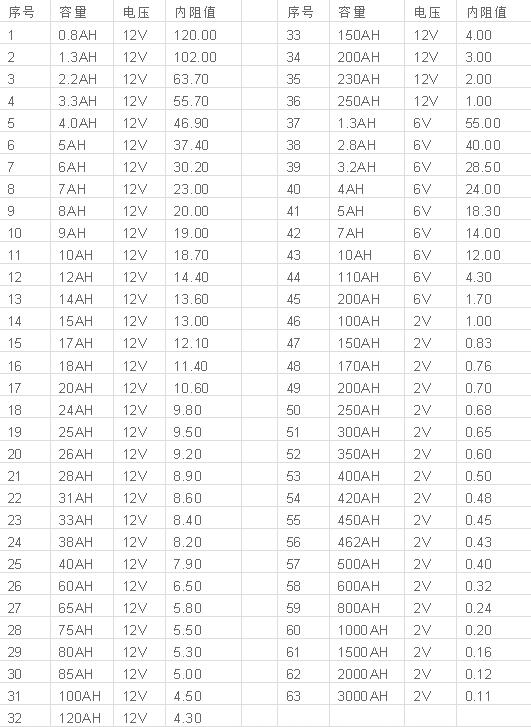 序号 容量 电压 内阻值 序号 容量 电压 内阻值
1 0.8AH 12V 120.00 33 150AH 12V 4.00
2 1.3AH 12V 102.00 34 200AH 12V 3.00
3 2.2AH 12V 63.70 35 230AH 12V 2.00
4 3.3AH 12V 55.70 36 250AH 12V 1.00
5 4.0AH 12V 46.90 37 1.3AH 6V 55.00
6 5AH 12V 37.40 38 2.8AH 6V 40.00
7 6AH 12V 30.20 39 3.2AH 6V 28.50
8 7AH 12V 23.00 40 4AH 6V 24.00
9 8AH 12V 20.00 41 5AH 6V 18.30
10 9AH 12V 19.00 42 7AH 6V 14.00
11 10AH 12V 18.70 43 10AH 6V 12.00
12 12AH 12V 14.40 44 110AH 6V 4.30
13 14AH 12V 13.60 45 200AH 6V 1.70
14 15AH 12V 13.00 46 100AH 2V 1.00
15 17AH 12V 12.10 47 150AH 2V 0.83
16 18AH 12V 11.40 48 170AH 2V 0.76
17 20AH 12V 10.60 49 200AH 2V 0.70
18 24AH 12V 9.80 50 250AH 2V 0.68
19 25AH 12V 9.50 51 300AH 2V 0.65
20 26AH 12V 9.20 52 350AH 2V 0.60
21 28AH 12V 8.90 53 400AH 2V 0.50
22 31AH 12V 8.60 54 420AH 2V 0.48
23 33AH 12V 8.40 55 450AH 2V 0.45
24 38AH 12V 8.20 56 462AH 2V 0.43
25 40AH 12V 7.90 57 500AH 2V 0.40
26 60AH 12V 6.50 58 600AH 2V 0.32
27 65AH 12V 5.80 59 800AH 2V 0.24
28 75AH 12V 5.50 60 1000AH 2V 0.20
29 80AH 12V 5.30 61 1500AH 2V 0.16
30 85AH 12V 5.00 62 2000AH 2V 0.12
31 100AH 12V 4.50 63 3000AH 2V 0.11
32 120AH 12V 4.30